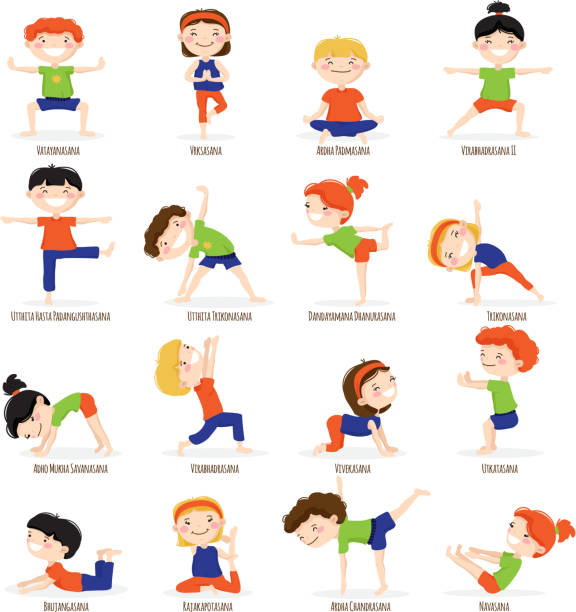 Vatayanasana
Vrksasana
Ardha Padmasana
Virabhadrasana II
Utthita Hasta Padangushthasana
Utthita Trikonasana
Dandayamana Dhanurasana
Trikonasana
Adho Mukha Savanasana
Virabhadrasana
Vivekasana
Utkatasana
Bhujangasana
Rajakapotasana
Ardha Chandrasana
Navasana